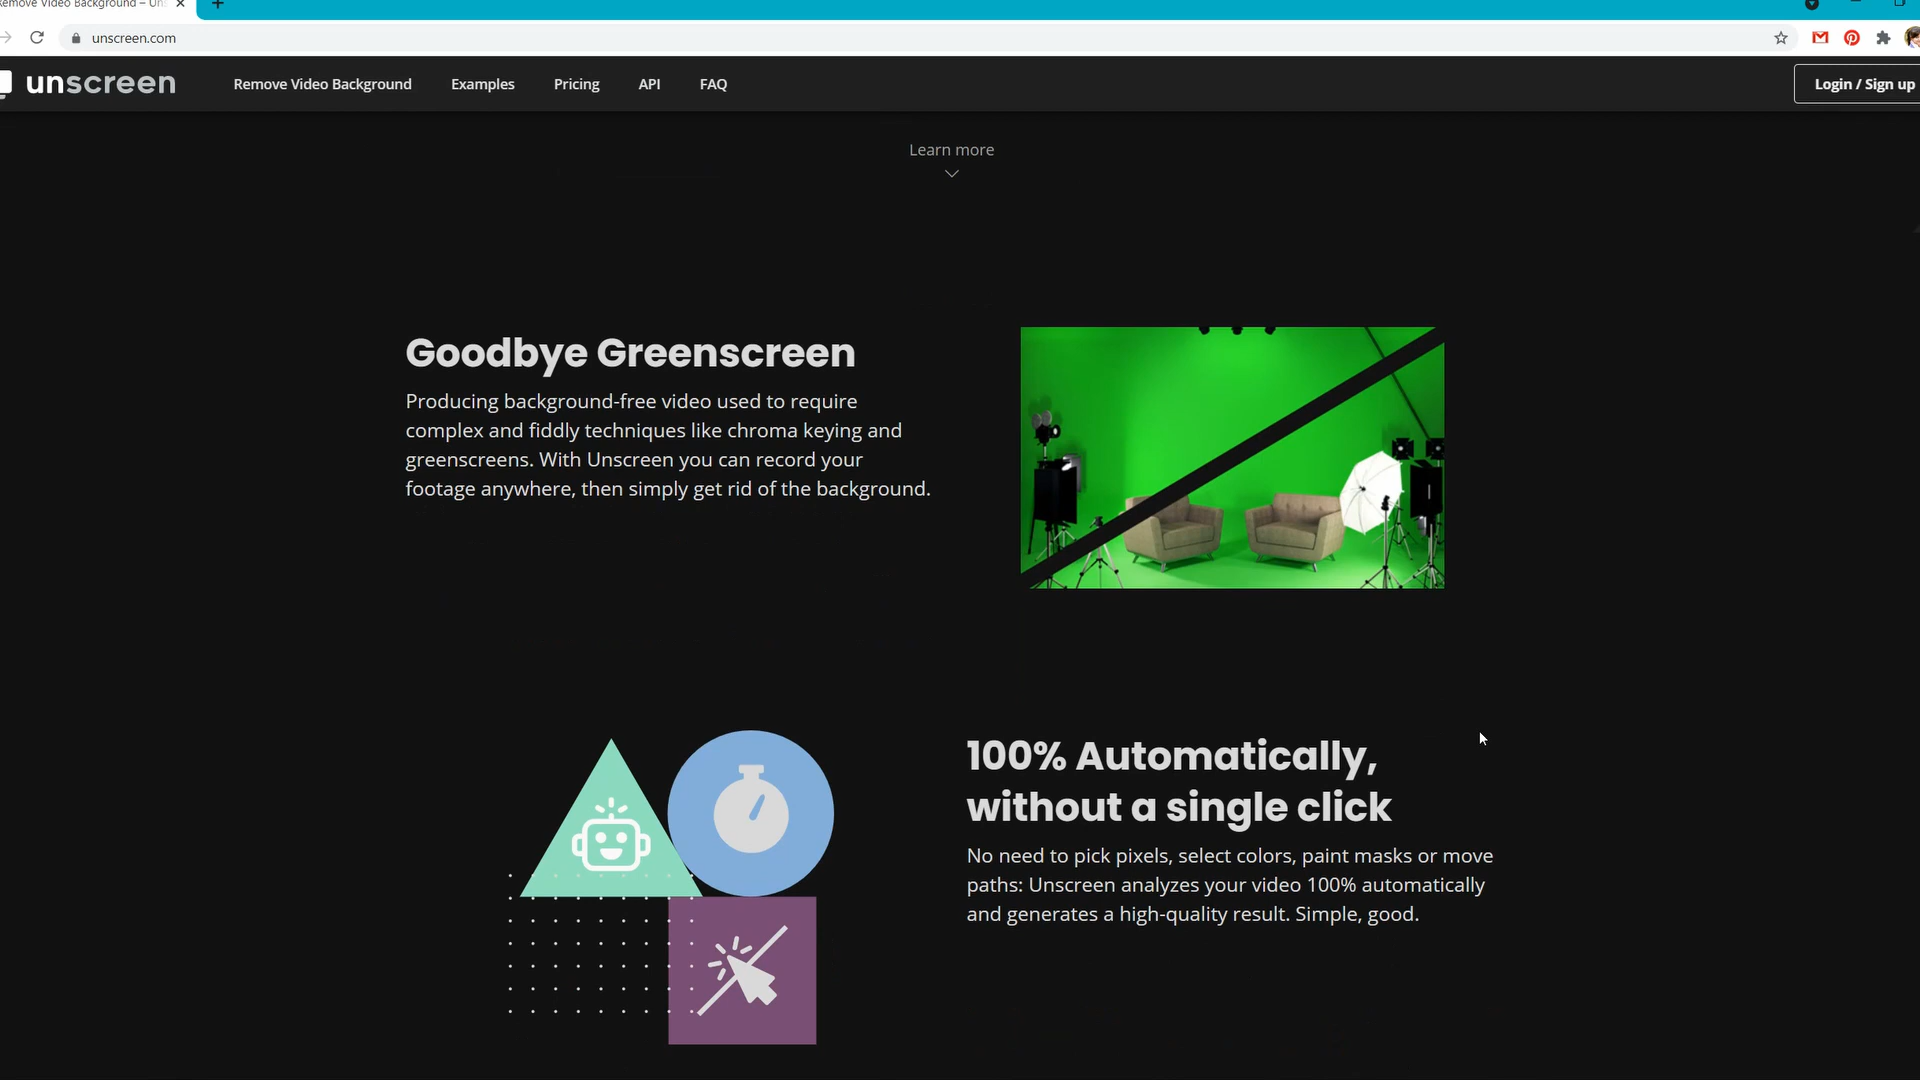 Remove Video Background – Un
unscreen.com
unscreen
Remove Video Background
Examples
Pricing
API
FAQ
Login / Sign up
Learn more
Goodbye Greenscreen
Producing background-free video used to require
complex and fiddly techniques like chroma keying and
greenscreens. With Unscreen you can record your
footage anywhere, then simply get rid of the background.
100% Automatically,
without a single click
No need to pick pixels, select colors, paint masks or move
paths: Unscreen analyzes your video 100% automatically
and generates a high-quality result. Simple, good.